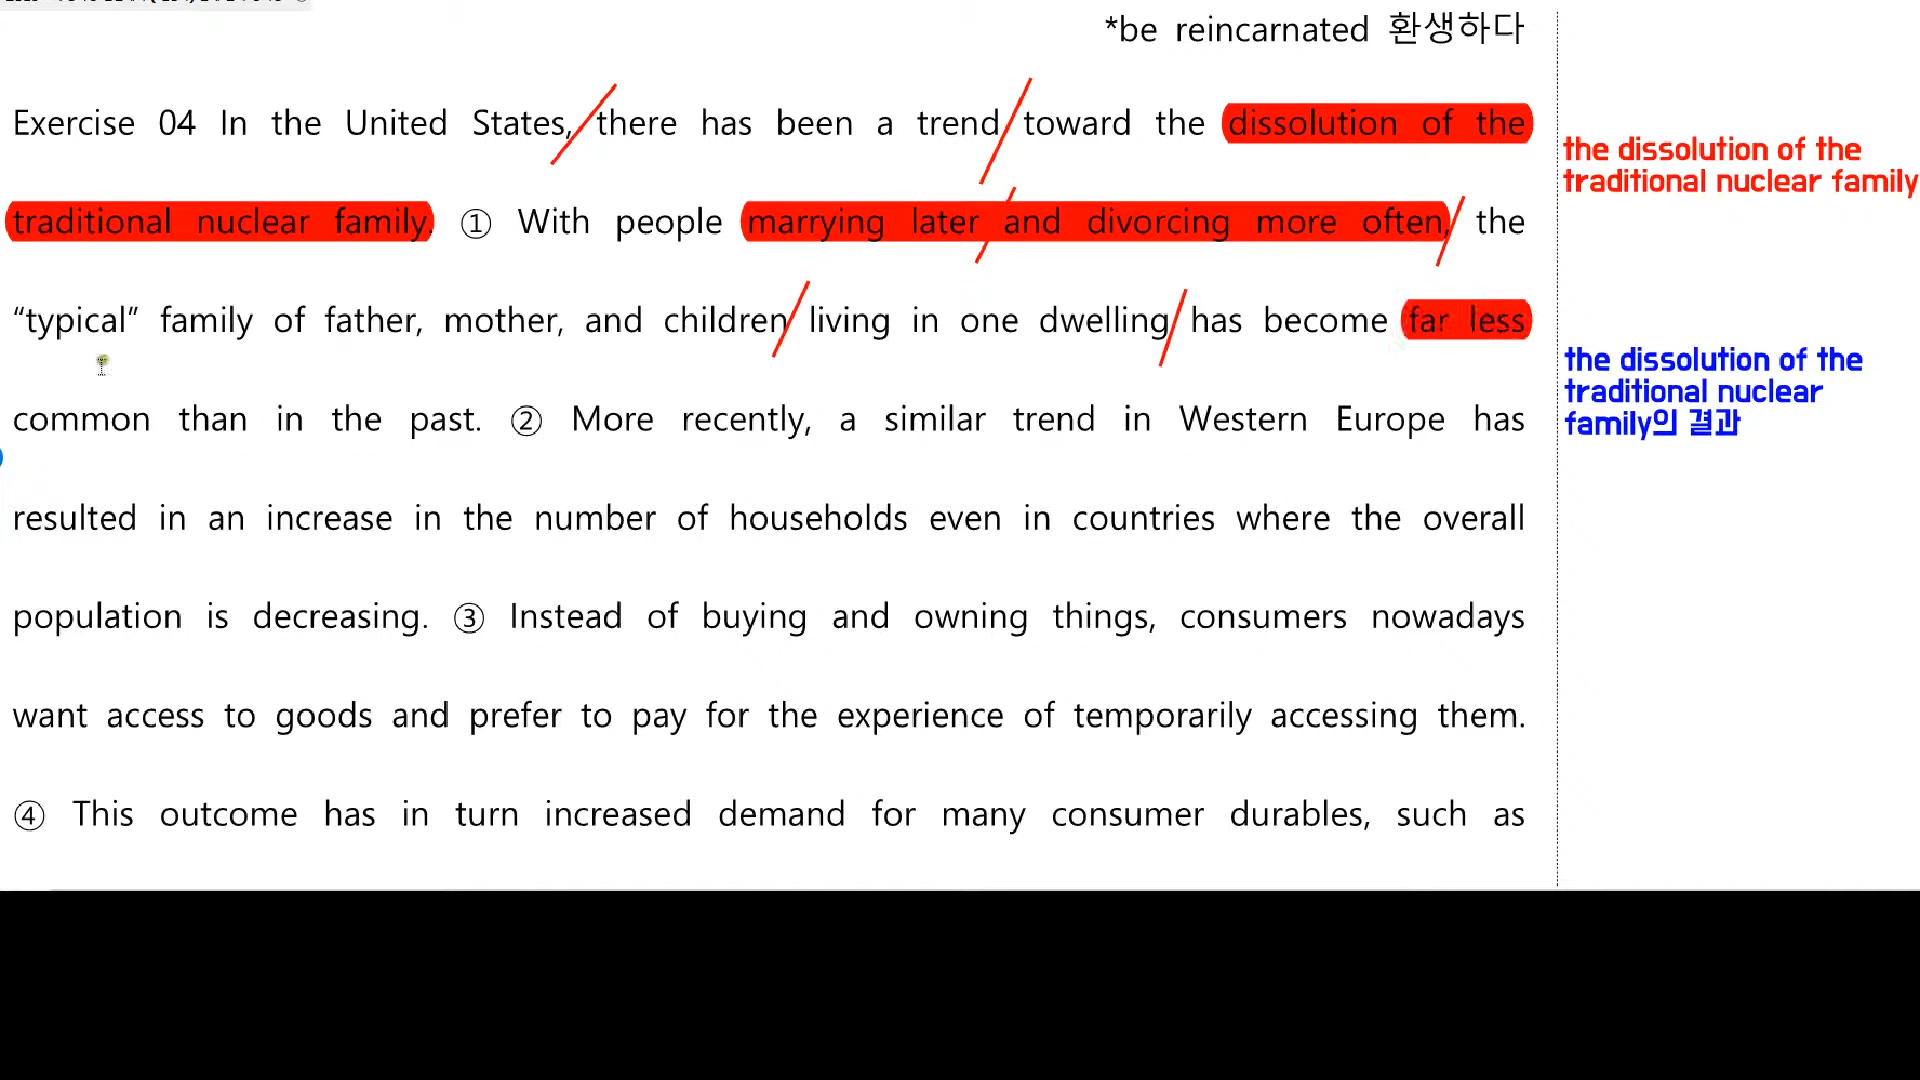 *be reincarnated 환생하다
Exercise 04 In the United States, there has been a trend toward the dissolution of the
traditional nuclear family. ① With people marrying later and divorcing more often, the
“typical” family of father, mother, and children living in one dwelling has become far less
common than in the past. ② More recently, a similar trend in Western Europe has
resulted in an increase in the number of households even in countries where the overall
population is decreasing. ③ Instead of buying and owning things, consumers nowadays
want access to goods and prefer to pay for the experience of temporarily accessing them.
④ This outcome has in turn increased demand for many consumer durables, such as
the dissolution of the
traditional nuclear family
the dissolution of the
traditional nuclear
family의 결과